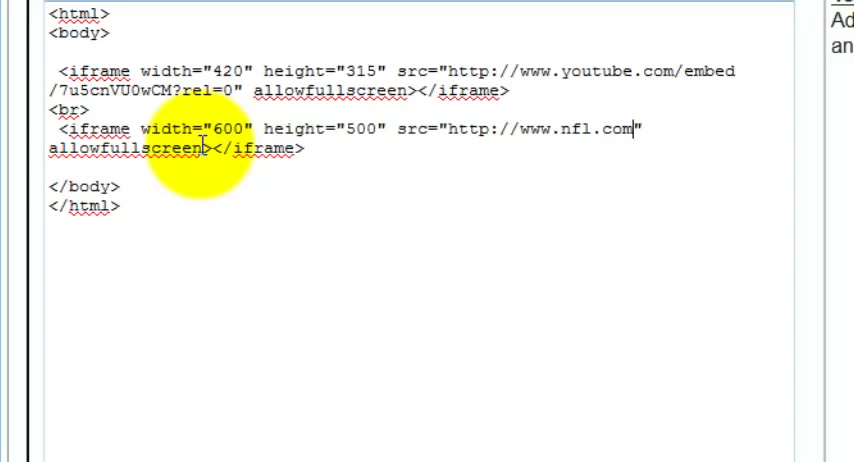 <html>
<body>
<iframe width="420" height="315" src="http://www.youtube.com/embed
/7u5cnVU0wCM?rel=0" allowfullscreen></iframe>
<br>
<iframe width="600" height="500" src="http://www.nfl.com"
allowfullscreen></iframe>
</body>
</html>
Ad
an